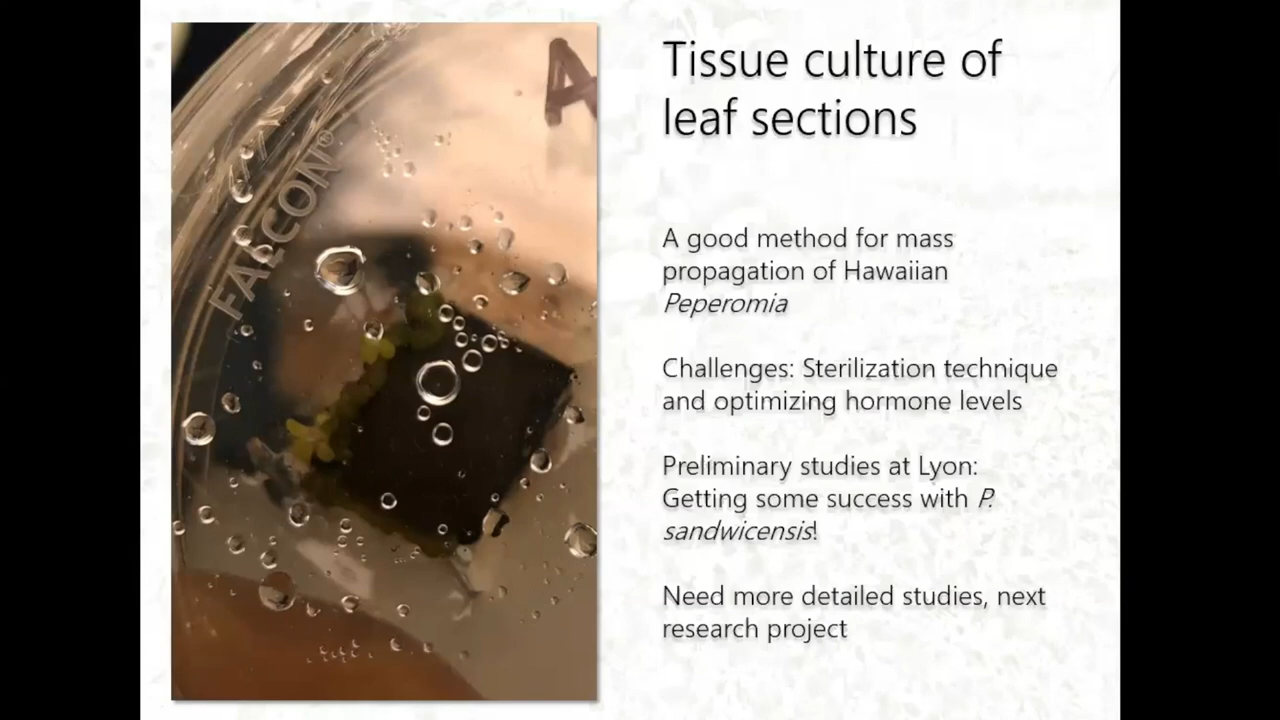 FALCON®
A
Tissue culture of
leaf sections
A good method for mass
propagation of Hawaiian
Peperomia
Challenges: Sterilization technique
and optimizing hormone levels
Preliminary studies at Lyon:
Getting some success with P.
sandwicensis!
Need more detailed studies, next
research project